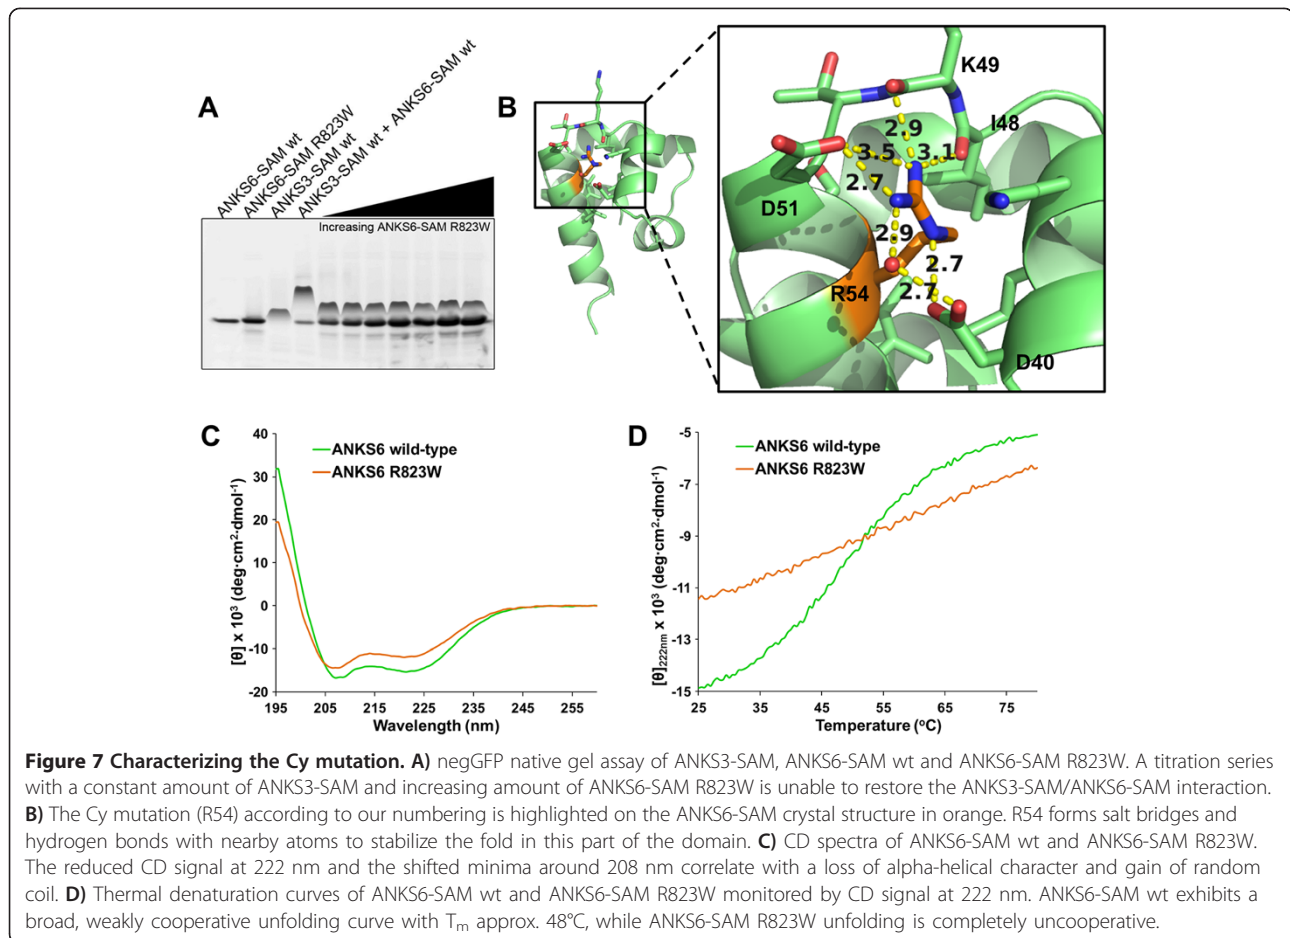 A
ANKS6-SAM wt
ANKS6-SAM R823W
ANKS3-SAM wt
ANKS3-SAM wt + ANKS6-SAM wt
Increasing ANKS6-SAM R823W
B
K49
I48
2.9
3.5
3.1
2.7
D51
2.9
2.7
R54
2.7
D40
C
ANKS6 wild-type
ANKS6 R823W
40
30
20
10
0
-10
-20
[θ] x 10³ (deg·cm²·dmol⁻¹)
195
205
215
225
235
245
255
Wavelength (nm)
D
ANKS6 wild-type
ANKS6 R823W
-5
-7
-9
-11
-13
-15
[θ]₂₂₂nm x 10³ (deg·cm²·dmol⁻¹)
25
35
45
55
65
75
Temperature (°C)
Figure 7 Characterizing the Cy mutation. A) negGFP native gel assay of ANKS3-SAM, ANKS6-SAM wt and ANKS6-SAM R823W. A titration series
with a constant amount of ANKS3-SAM and increasing amount of ANKS6-SAM R823W is unable to restore the ANKS3-SAM/ANKS6-SAM interaction.
B) The Cy mutation (R54) according to our numbering is highlighted on the ANKS6-SAM crystal structure in orange. R54 forms salt bridges and
hydrogen bonds with nearby atoms to stabilize the fold in this part of the domain. C) CD spectra of ANKS6-SAM wt and ANKS6-SAM R823W.
The reduced CD signal at 222 nm and the shifted minima around 208 nm correlate with a loss of alpha-helical character and gain of random
coil. D) Thermal denaturation curves of ANKS6-SAM wt and ANKS6-SAM R823W monitored by CD signal at 222 nm. ANKS6-SAM wt exhibits a
broad, weakly cooperative unfolding curve with Tₘ approx. 48°C, while ANKS6-SAM R823W unfolding is completely uncooperative.